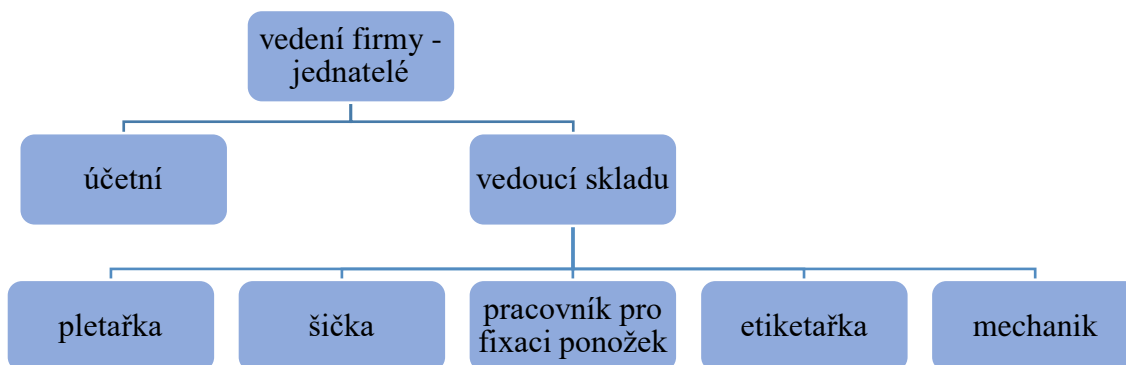 vedení firmy -
jednatelé
účetní
vedoucí skladu
pletařka
šička
pracovník pro
fixaci ponožek
etiketařka
mechanik